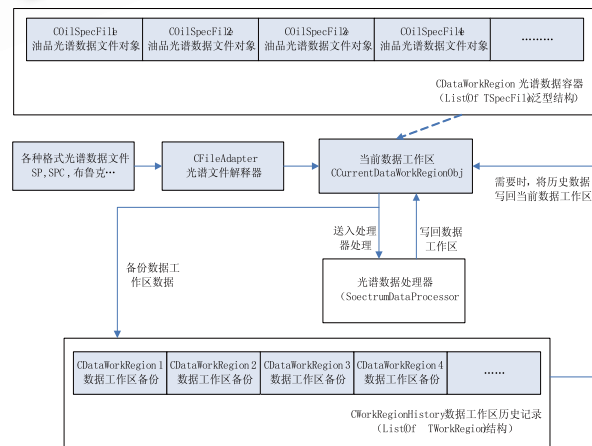 COilSpecFile1
油品光谱数据文件对象
COilSpecFile2
油品光谱数据文件对象
COilSpecFile3
油品光谱数据文件对象
COilSpecFile4
油品光谱数据文件对象
………
CDataWorkRegion 光谱数据容器
（List(Of TSpecFile)泛型结构）
各种格式光谱数据文件
SP,SPC,布鲁克…
CFileAdapter
光谱文件解释器
当前数据工作区
CCurrentDataWorkRegionObj
需要时，将历史数据
写回当前数据工作区
送入处理
器处理
写回数据
工作区
备份数据工
作区数据
光谱数据处理器
（SoectrumDataProcessor
CDataWorkRegion1
数据工作区备份
CDataWorkRegion2
数据工作区备份
CDataWorkRegion3
数据工作区备份
CDataWorkRegion4
数据工作区备份
……
CWorkRegionHistory数据工作区历史记录
（List(Of TWorkRegion)结构）